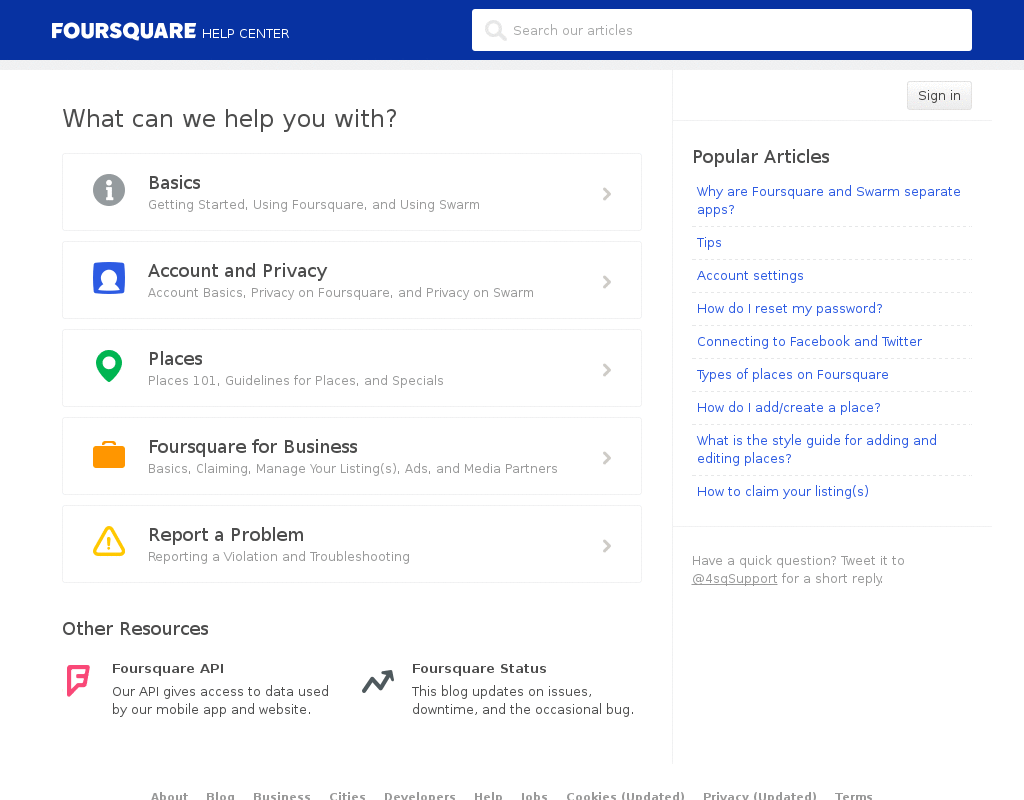 FOURSQUARE HELP CENTER
Search our articles
Sign in
What can we help you with?
Basics
Getting Started, Using Foursquare, and Using Swarm
Account and Privacy
Account Basics, Privacy on Foursquare, and Privacy on Swarm
Places
Places 101, Guidelines for Places, and Specials
Foursquare for Business
Basics, Claiming, Manage Your Listing(s), Ads, and Media Partners
Report a Problem
Reporting a Violation and Troubleshooting
Other Resources
Foursquare API
Our API gives access to data used
by our mobile app and website.
Foursquare Status
This blog updates on issues,
downtime, and the occasional bug.
Popular Articles
Why are Foursquare and Swarm separate
apps?
Tips
Account settings
How do I reset my password?
Connecting to Facebook and Twitter
Types of places on Foursquare
How do I add/create a place?
What is the style guide for adding and
editing places?
How to claim your listing(s)
Have a quick question? Tweet it to
@4sqSupport for a short reply.
About Blog Business Cities Developers Help Jobs Cookies (Updated) Privacy (Updated) Terms